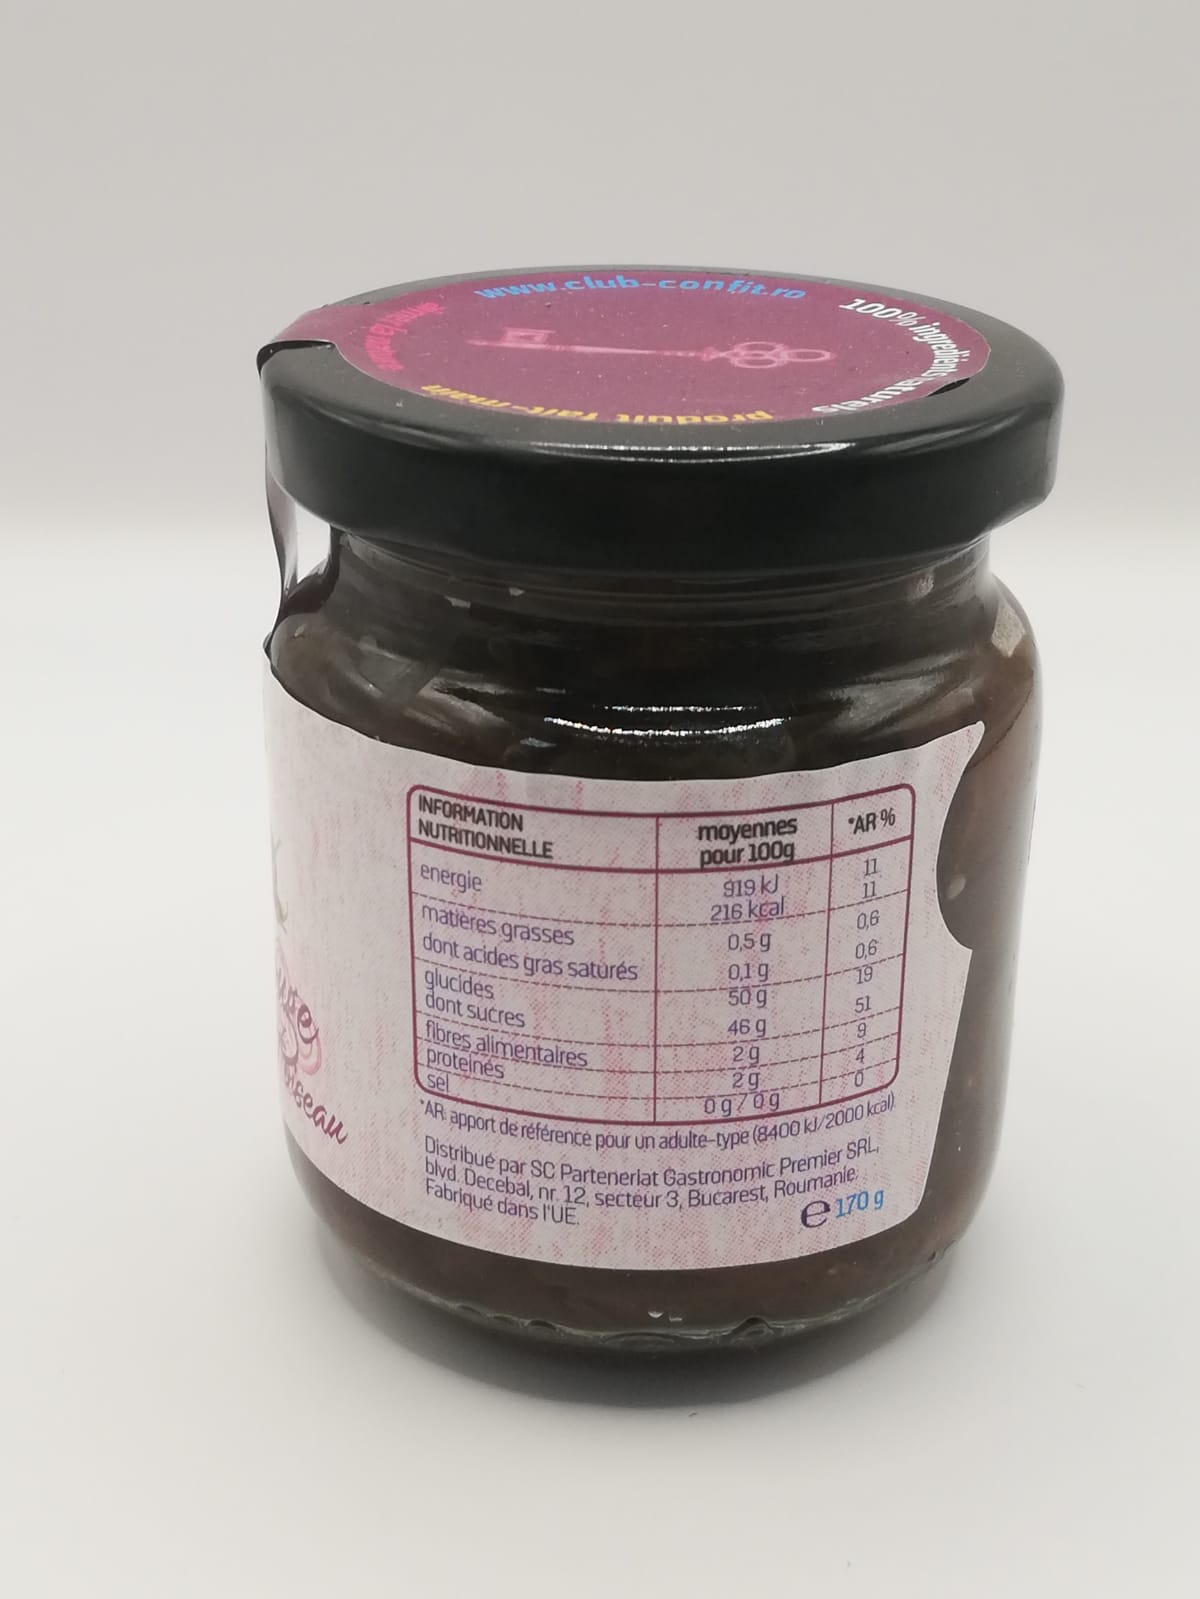 www.club-confit.ro
100% ingrédients naturels
produit fait-main
INFORMATION
NUTRITIONNELLE
moyennes
pour 100g
*AR %
énergie
919 kJ
11
216 kcal
11
matières grasses
0,5 g
0,6
dont acides gras saturés
0,1 g
0,6
glucides
50 g
19
dont sucres
46 g
51
fibres alimentaires
2 g
9
protéines
2 g
4
sel
0 g / 0 g
0
*AR: apport de référence pour un adulte-type (8400 kJ/2000 kcal)
Distribué par SC Parteneriat Gastronomic Premier SRL,
blvd. Decebal, nr. 12, secteur 3, Bucarest, Roumanie.
Fabriqué dans l'UE.
e 170 g